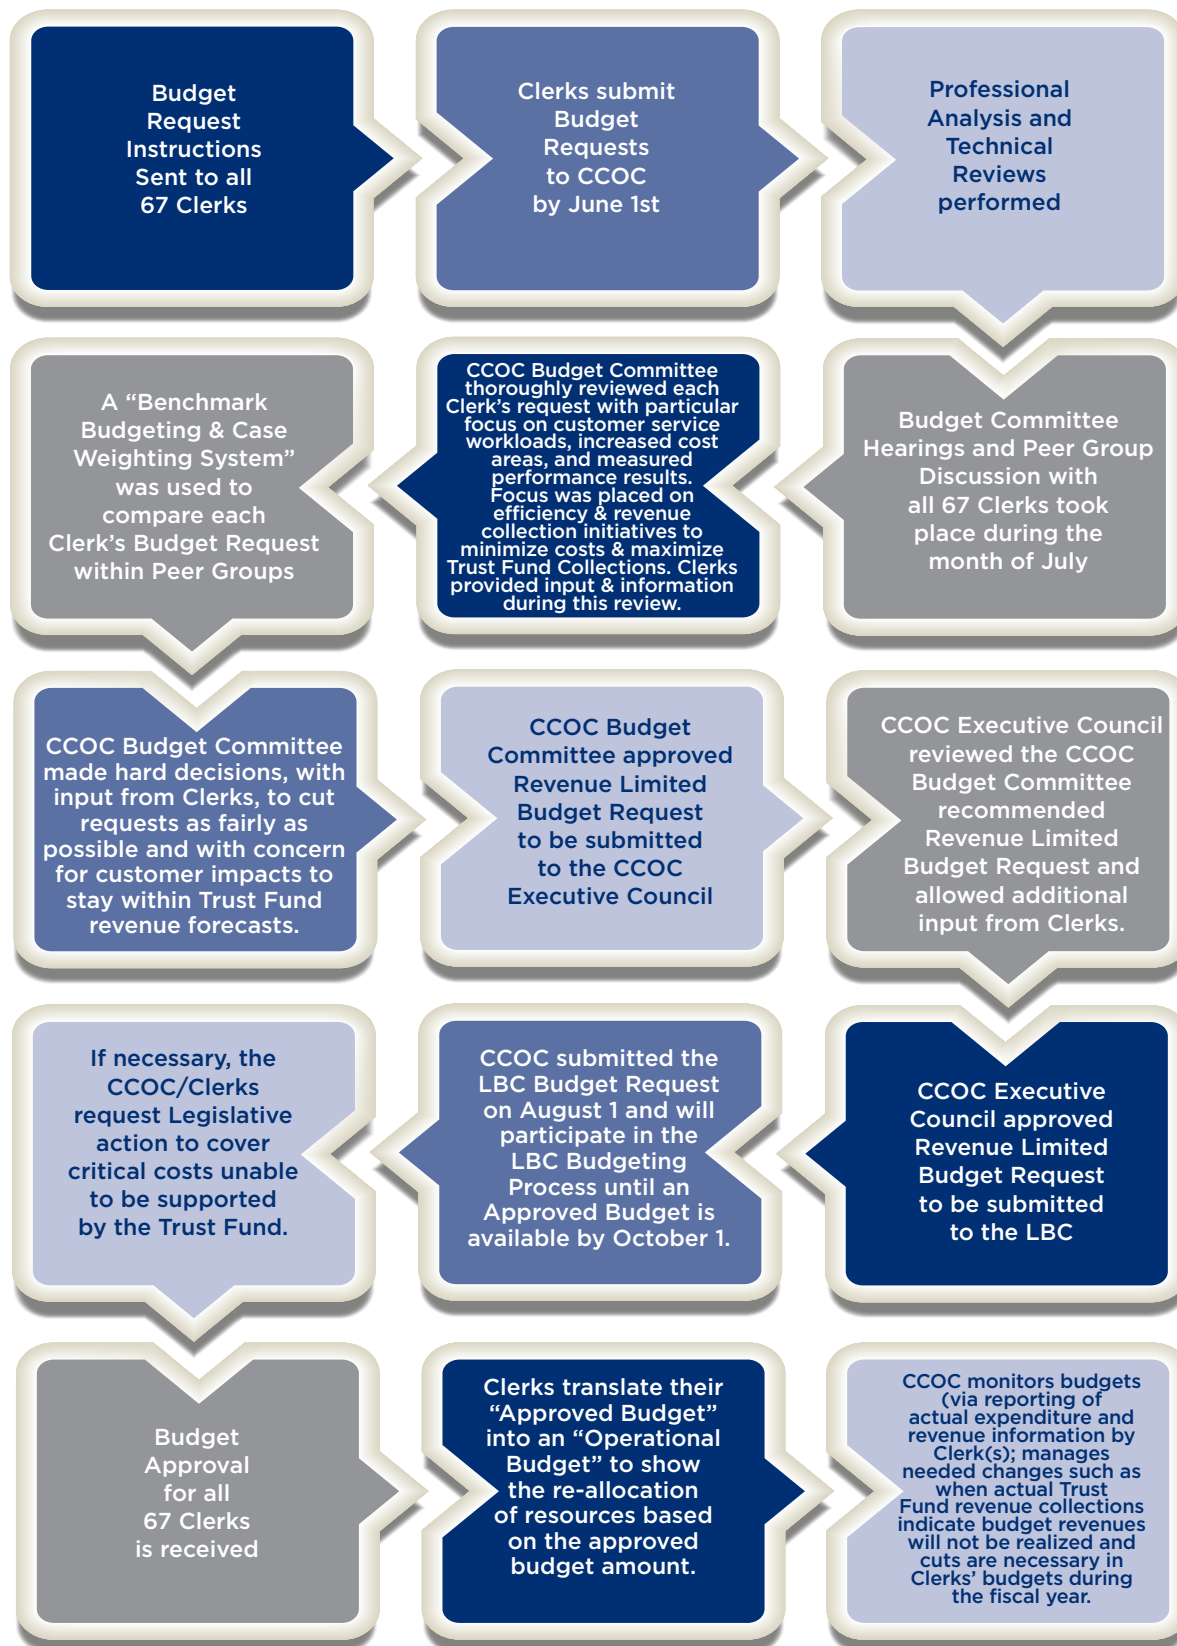 Budget
Request
Instructions
Sent to all
67 Clerks
Clerks submit
Budget
Requests
to CCOC
by June 1st
Professional
Analysis and
Technical
Reviews
performed
Budget Committee
Hearings and Peer Group
Discussion with
all 67 Clerks took
place during the
month of July
CCOC Budget Committee
thoroughly reviewed each
Clerk’s request with particular
focus on customer service
workloads, increased cost
areas, and measured
performance results.
Focus was placed on
efficiency & revenue
collection initiatives to
minimize costs & maximize
Trust Fund Collections. Clerks
provided input & information
during this review.
A “Benchmark
Budgeting & Case
Weighting System”
was used to
compare each
Clerk’s Budget Request
within Peer Groups
CCOC Budget Committee
made hard decisions, with
input from Clerks, to cut
requests as fairly as
possible and with concern
for customer impacts to
stay within Trust Fund
revenue forecasts.
CCOC Budget
Committee approved
Revenue Limited
Budget Request
to be submitted
to the CCOC
Executive Council
CCOC Executive Council
reviewed the CCOC
Budget Committee
recommended
Revenue Limited
Budget Request and
allowed additional
input from Clerks.
CCOC Executive
Council approved
Revenue Limited
Budget Request
to be submitted
to the LBC
CCOC submitted the
LBC Budget Request
on August 1 and will
participate in the
LBC Budgeting
Process until an
Approved Budget is
available by October 1.
If necessary, the
CCOC/Clerks
request Legislative
action to cover
critical costs unable
to be supported
by the Trust Fund.
Budget
Approval
for all
67 Clerks
is received
Clerks translate their
“Approved Budget”
into an “Operational
Budget” to show
the re-allocation
of resources based
on the approved
budget amount.
CCOC monitors budgets
(via reporting of
actual expenditure and
revenue information by
Clerk(s); manages
needed changes such as
when actual Trust
Fund revenue collections
indicate budget revenues
will not be realized and
cuts are necessary in
Clerks’ budgets during
the fiscal year.